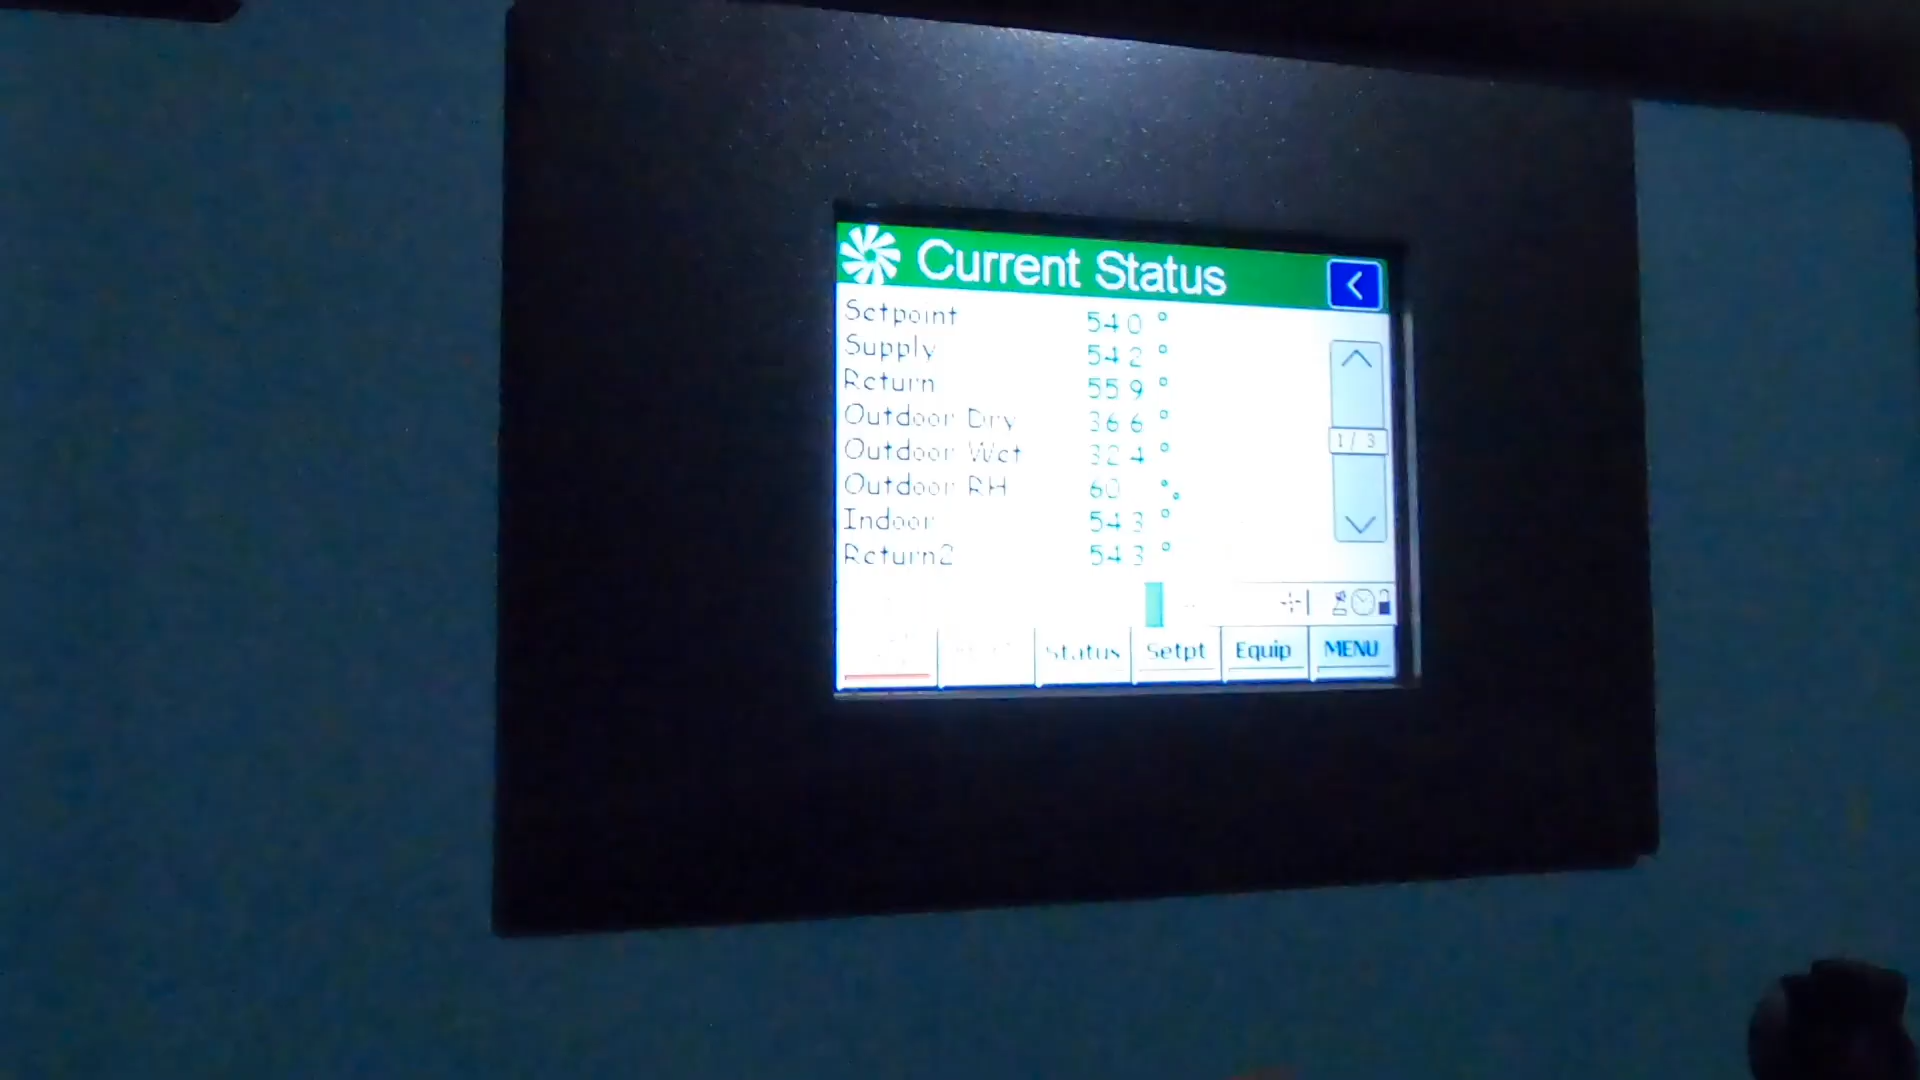 Current Status <
Setpoint 54.0 °
Supply 54.2 °
Return 55.9 °
Outdoor Dry 36.6 °
Outdoor Wet 32.4 °
Outdoor RH 60 %
Indoor 54.3 °
Return2 54.3 °
1/3
Status Setpt Equip MENU